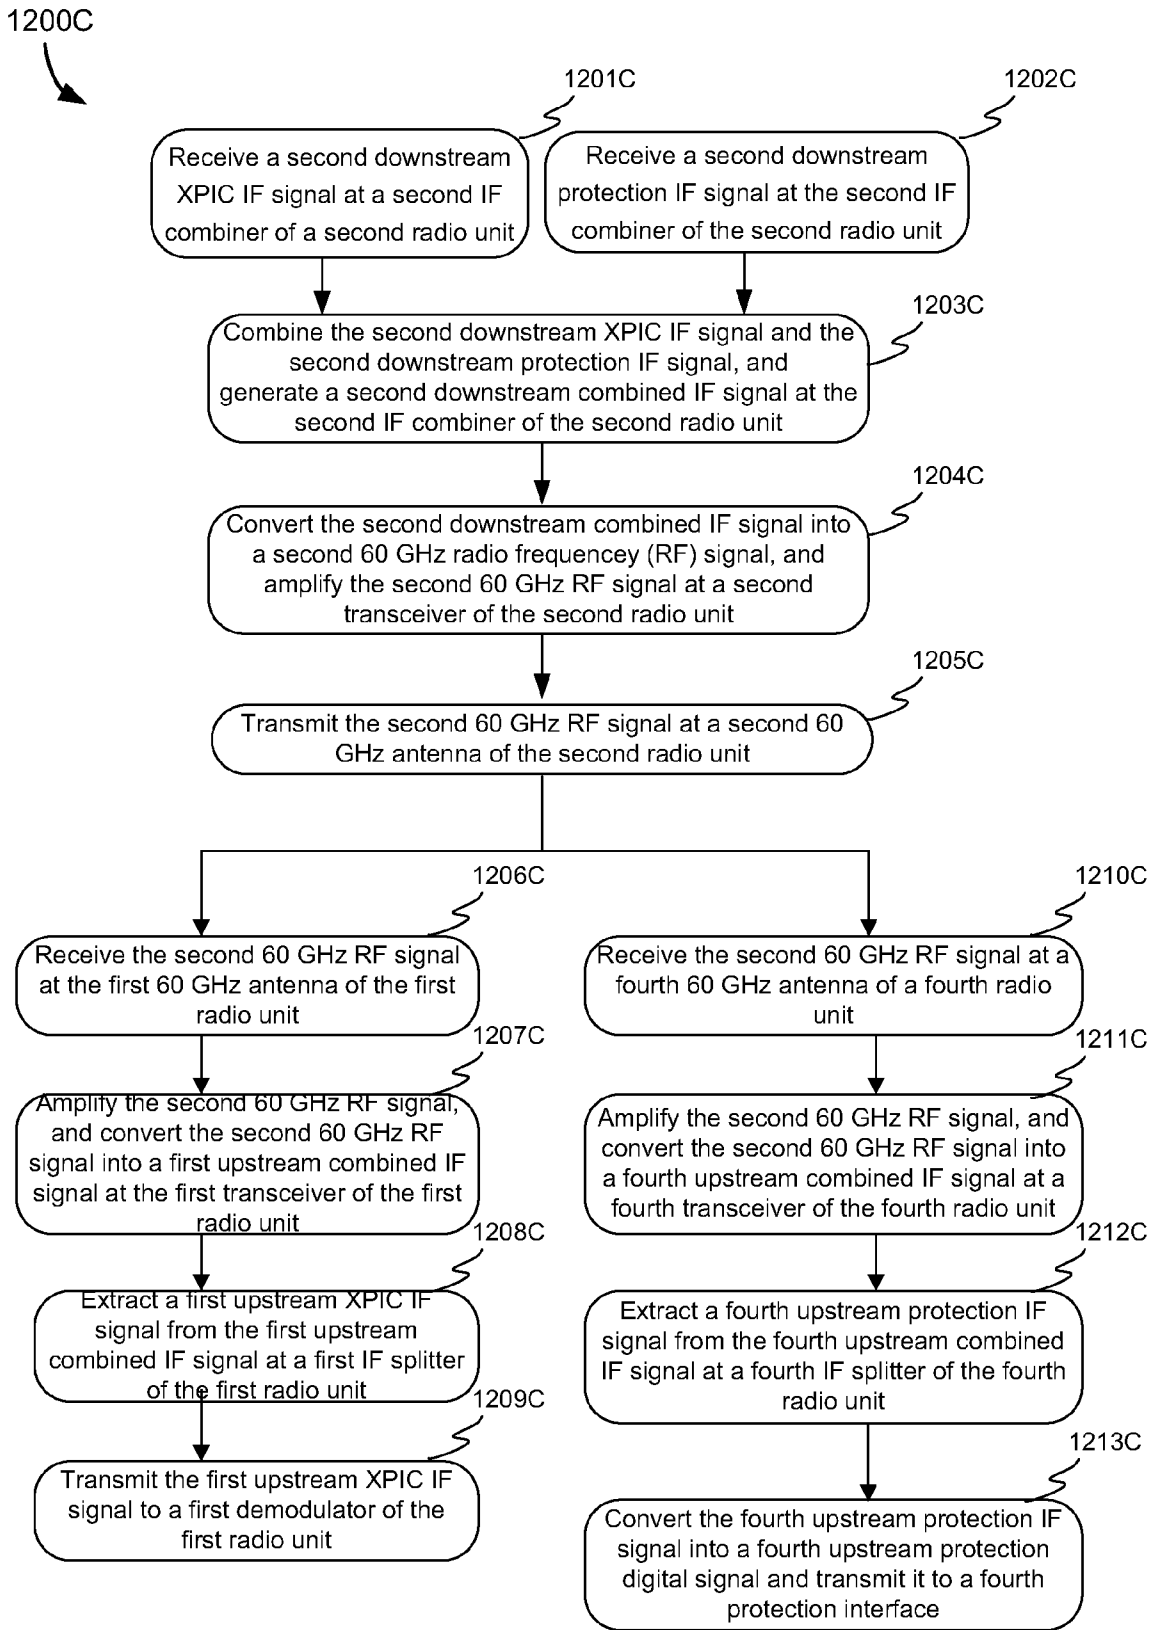 1200C
1201C
Receive a second downstream
XPIC IF signal at a second IF
combiner of a second radio unit
1202C
Receive a second downstream
protection IF signal at the second IF
combiner of the second radio unit
1203C
Combine the second downstream XPIC IF signal and the
second downstream protection IF signal, and
generate a second downstream combined IF signal at the
second IF combiner of the second radio unit
1204C
Convert the second downstream combined IF signal into
a second 60 GHz radio frequencey (RF) signal, and
amplify the second 60 GHz RF signal at a second
transceiver of the second radio unit
1205C
Transmit the second 60 GHz RF signal at a second 60
GHz antenna of the second radio unit
1206C
Receive the second 60 GHz RF signal
at the first 60 GHz antenna of the first
radio unit
1207C
Amplify the second 60 GHz RF signal,
and convert the second 60 GHz RF
signal into a first upstream combined IF
signal at the first transceiver of the first
radio unit
1208C
Extract a first upstream XPIC IF
signal from the first upstream
combined IF signal at a first IF splitter
of the first radio unit
1209C
Transmit the first upstream XPIC IF
signal to a first demodulator of the
first radio unit
1210C
Receive the second 60 GHz RF signal at a
fourth 60 GHz antenna of a fourth radio
unit
1211C
Amplify the second 60 GHz RF signal, and
convert the second 60 GHz RF signal into
a fourth upstream combined IF signal at a
fourth transceiver of the fourth radio unit
1212C
Extract a fourth upstream protection IF
signal from the fourth upstream combined
IF signal at a fourth IF splitter of the fourth
radio unit
1213C
Convert the fourth upstream protection IF
signal into a fourth upstream protection
digital signal and transmit it to a fourth
protection interface